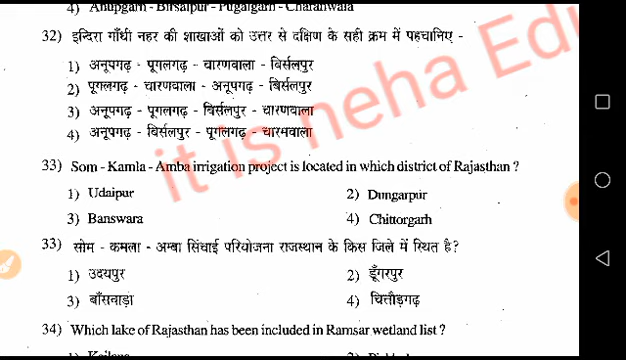 4) Anupgarh - Birsalpur - Pugalgarh - Charanwala
32) इन्दिरा गाँधी नहर की शाखाओं को उत्तर से दक्षिण के सही क्रम में पहचानिए -
1) अनूपगढ़ - पूगलगढ़ - चारणवाला - बिर्सलपुर
2) पूगलगढ़ - चारणवाला - अनूपगढ़ - बिर्सलपुर
3) अनूपगढ़ - पूगलगढ़ - बिर्सलपुर - चारणवाला
4) अनूपगढ़ - बिर्सलपुर - पूगलगढ़ - चारणवाला
it is neha Edu
33) Som - Kamla - Amba irrigation project is located in which district of Rajasthan ?
1) Udaipur 2) Dungarpur
3) Banswara 4) Chittorgarh
33) सोम - कमला - अम्बा सिंचाई परियोजना राजस्थान के किस जिले में स्थित है?
1) उदयपुर 2) डूँगरपुर
3) बाँसवाड़ा 4) चित्तौड़गढ़
34) Which lake of Rajasthan has been included in Ramsar wetland list ?